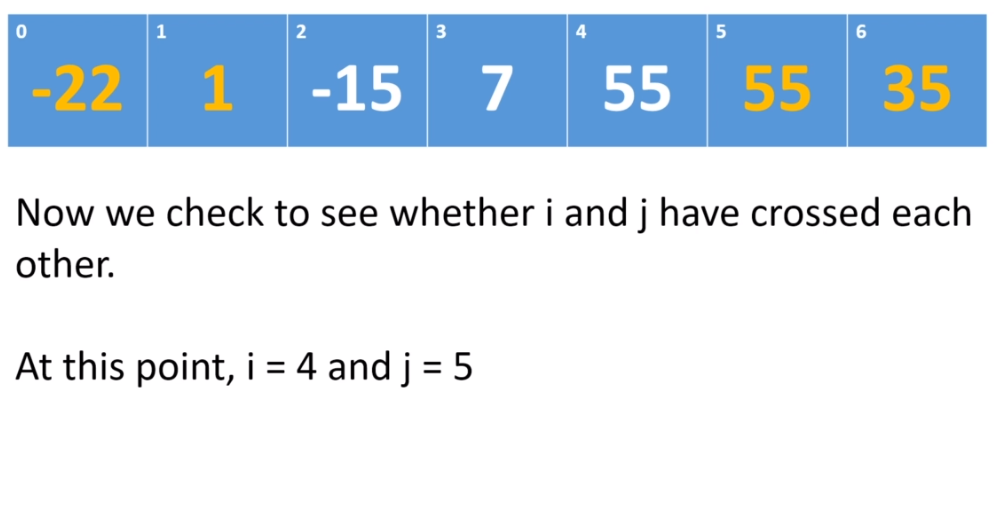 0 1 2 3 4 5 6
-22 1 -15 7 55 55 35
Now we check to see whether i and j have crossed each
other.
At this point, i = 4 and j = 5